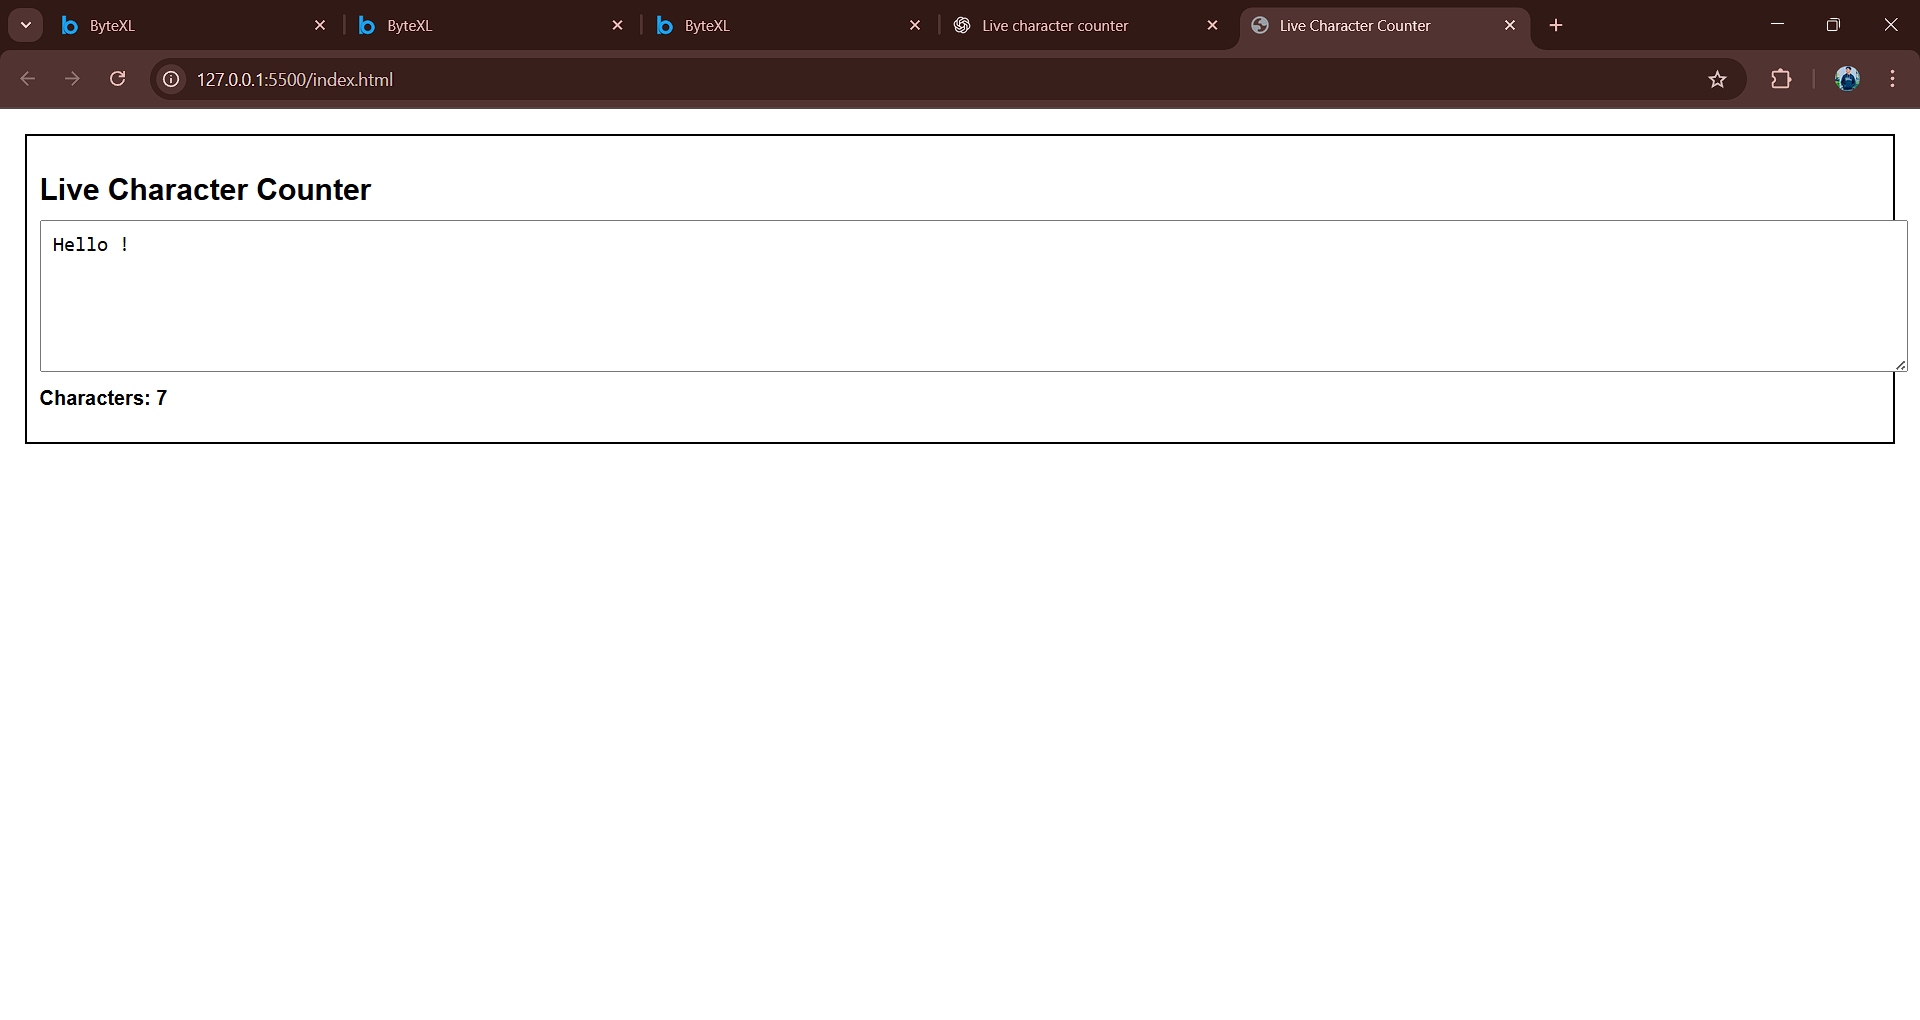 ByteXL
ByteXL
ByteXL
Live character counter
Live Character Counter
127.0.0.1:5500/index.html
Live Character Counter
Hello !
Characters: 7